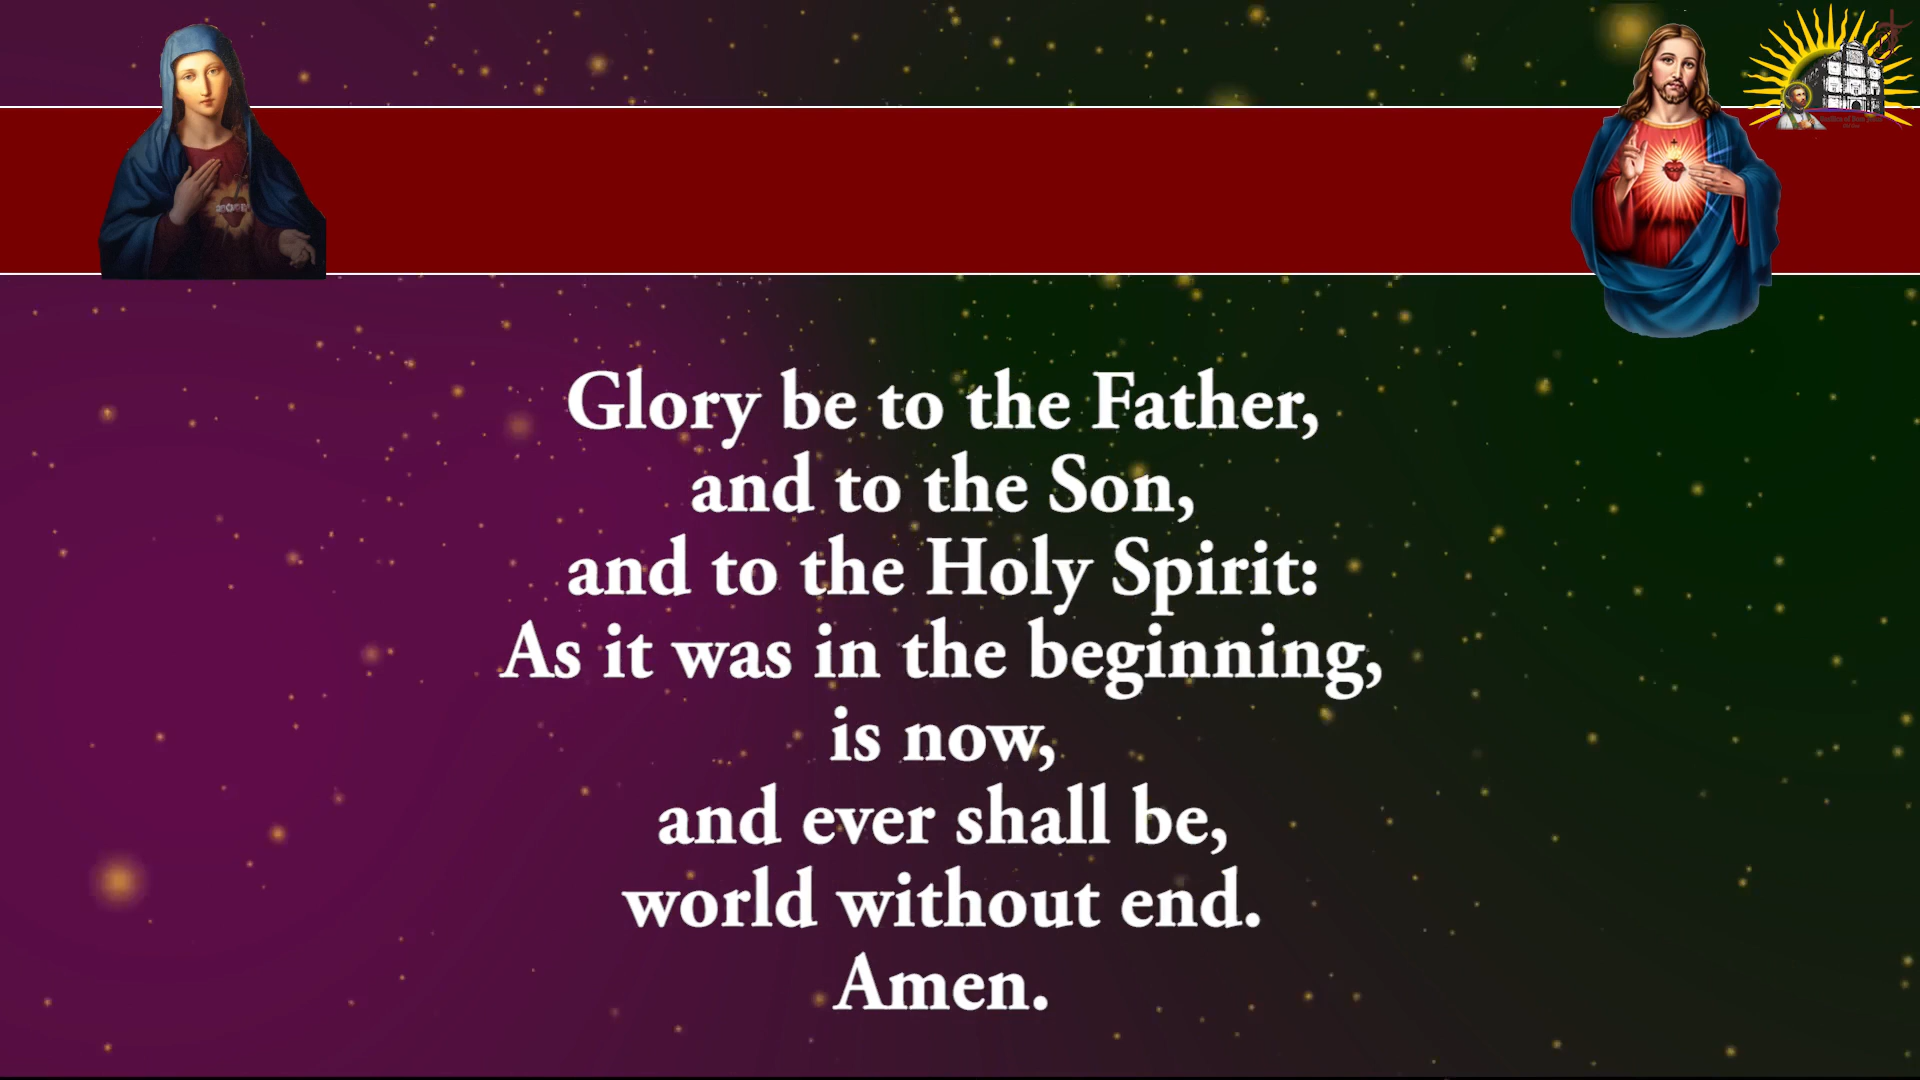 Glory be to the Father,
and to the Son,
and to the Holy Spirit:
As it was in the beginning,
is now,
and ever shall be,
world without end.
Amen.